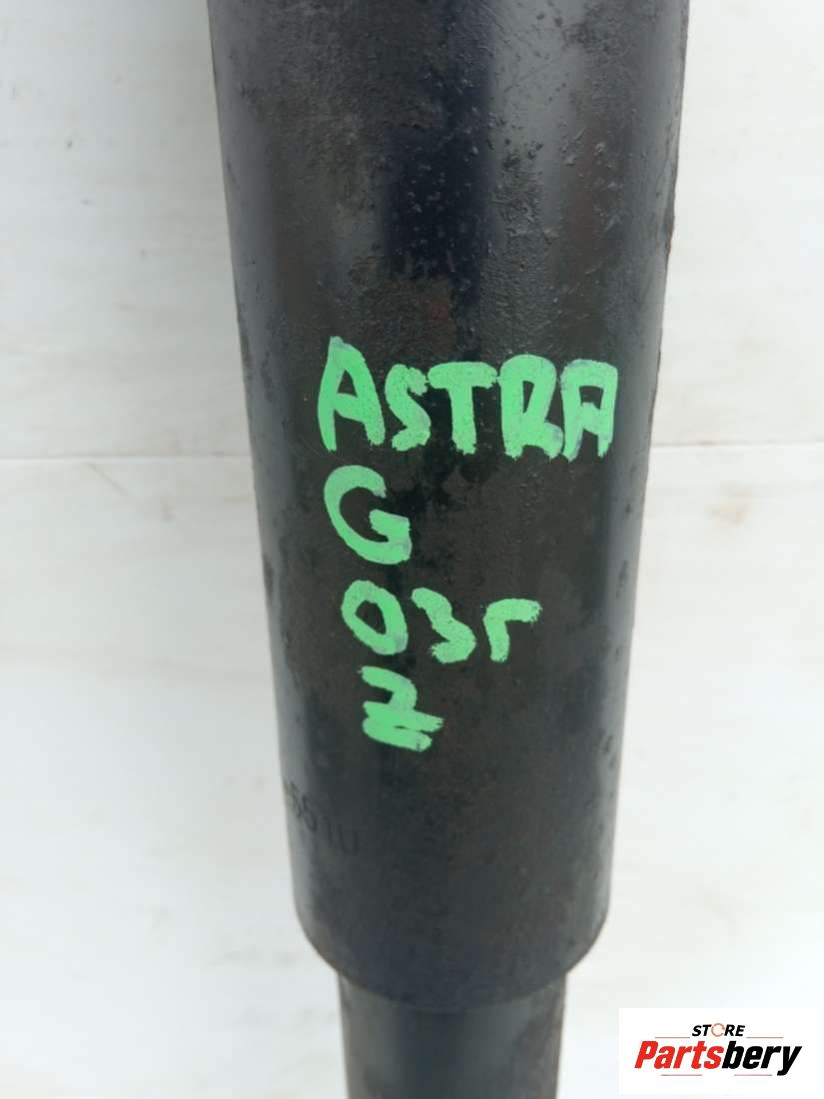 ASTRA
G
03r
Z
STORE
Partsbery